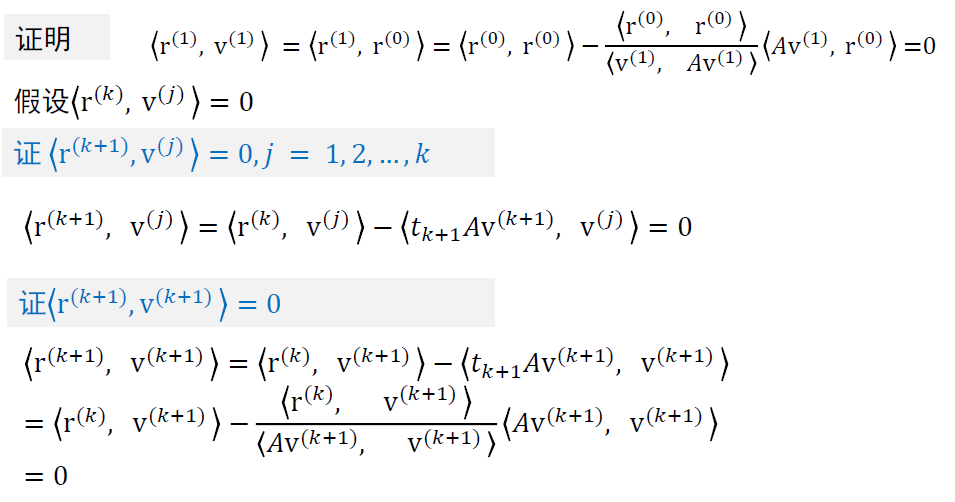 证明 ⟨r^(1), v^(1)⟩ = ⟨r^(1), r^(0)⟩ = ⟨r^(0), r^(0)⟩ − ⟨r^(0), r^(0)⟩/⟨v^(1), Av^(1)⟩ ⟨Av^(1), r^(0)⟩ =0
假设⟨r^(k), v^(j)⟩ = 0
证 ⟨r^(k+1), v^(j)⟩ = 0, j = 1, 2, …, k
⟨r^(k+1), v^(j)⟩ = ⟨r^(k), v^(j)⟩ − ⟨t_{k+1}Av^(k+1), v^(j)⟩ = 0
证⟨r^(k+1), v^(k+1)⟩ = 0
⟨r^(k+1), v^(k+1)⟩ = ⟨r^(k), v^(k+1)⟩ − ⟨t_{k+1}Av^(k+1), v^(k+1)⟩
= ⟨r^(k), v^(k+1)⟩ − ⟨r^(k), v^(k+1)⟩/⟨Av^(k+1), v^(k+1)⟩ ⟨Av^(k+1), v^(k+1)⟩
= 0